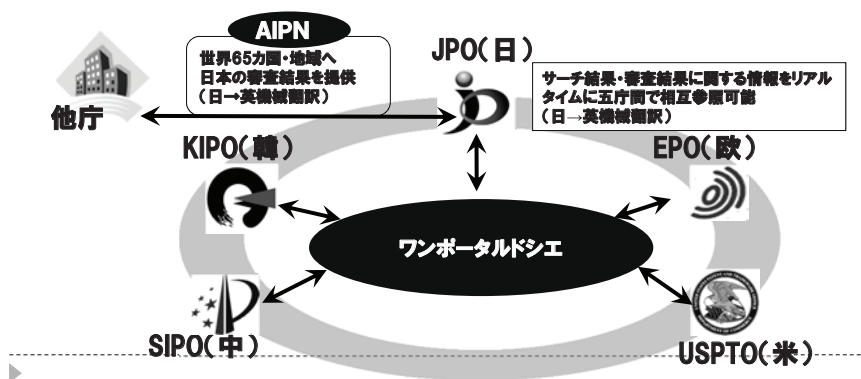 AIPN
世界65カ国・地域へ
日本の審査結果を提供
(日→英機械翻訳)
JPO(日)
サーチ結果・審査結果に関する情報をリアル
タイムに五庁間で相互参照可能
(日→英機械翻訳)
他庁
KIPO(韓)
EPO(欧)
ワンポータルドシエ
SIPO(中)
USPTO(米)